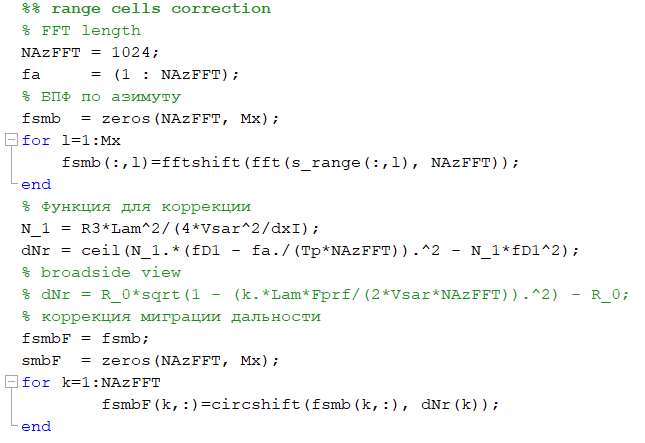 %% range cells correction
% FFT length
NAzFFT = 1024;
fa     = (1 : NAzFFT);
% БПФ по азимуту
fsmb  = zeros(NAzFFT, Mx);
for l=1:Mx
    fsmb(:,l)=fftshift(fft(s_range(:,l), NAzFFT));
end
% Функция для коррекции
N_1 = R3*Lam^2/(4*Vsar^2/dxI);
dNr = ceil(N_1.*(fD1 - fa./(Tp*NAzFFT)).^2 - N_1*fD1^2);
% broadside view
% dNr = R_0*sqrt(1 - (k.*Lam*Fprf/(2*Vsar*NAzFFT)).^2) - R_0;
% коррекция миграции дальности
fsmbF = fsmb;
smbF  = zeros(NAzFFT, Mx);
for k=1:NAzFFT
        fsmbF(k,:)=circshift(fsmb(k,:), dNr(k));
end